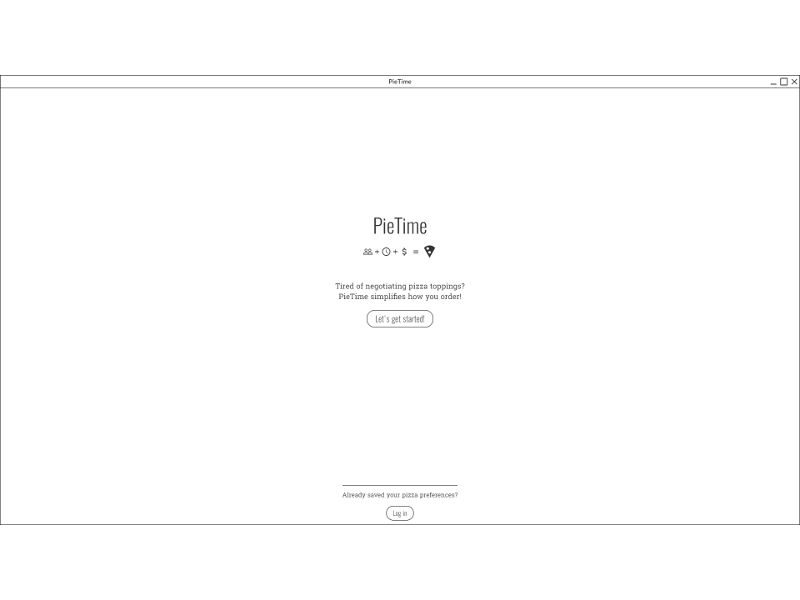 PieTime
PieTime
+ + $ =
Tired of negotiating pizza toppings?
PieTime simplifies how you order!
Let's get started!
Already saved your pizza preferences?
Log in